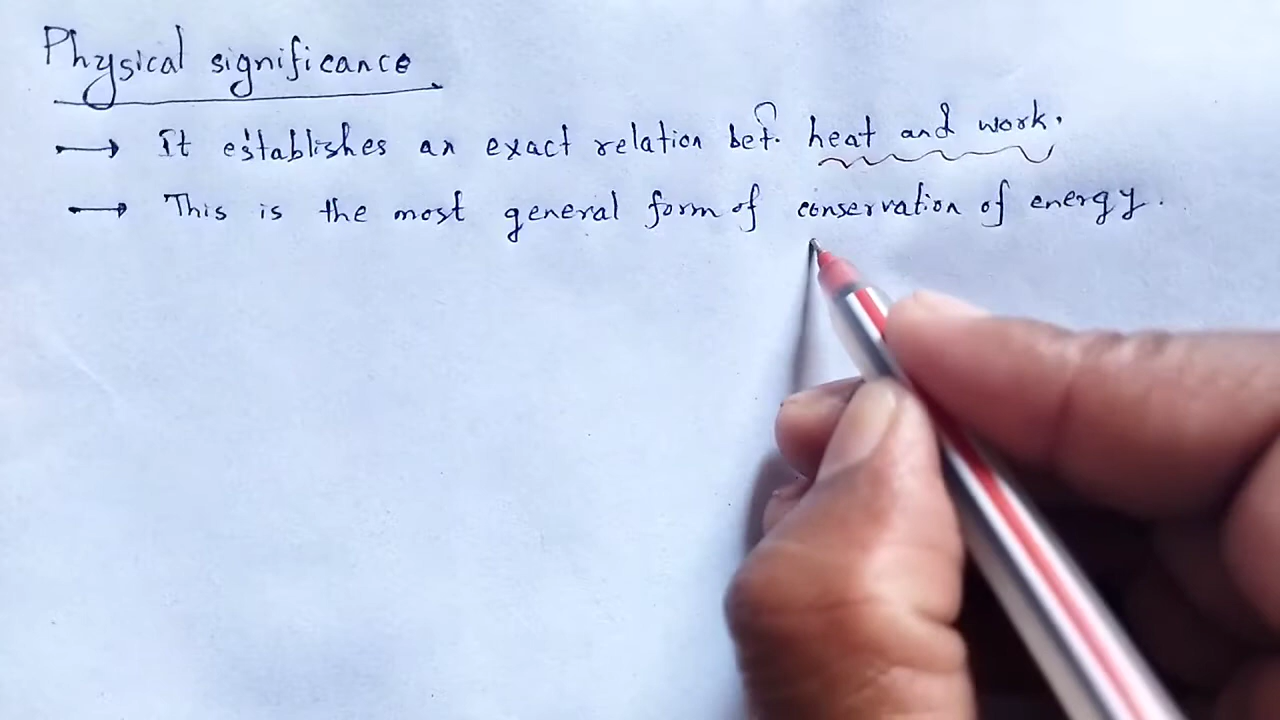 Physical significance
→ It establishes an exact relation betn. heat and work.
→ This is the most general form of conservation of energy.